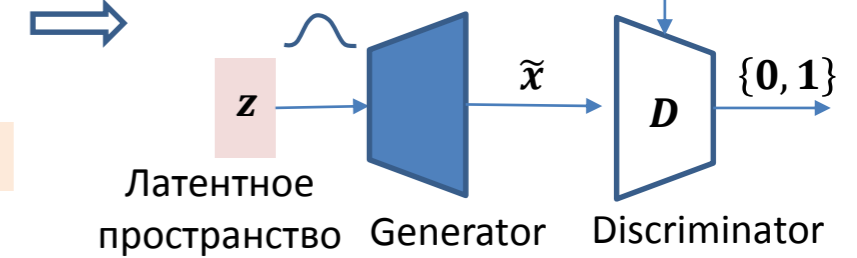 x̃
{0, 1}
z
D
Латентное
пространство
Generator
Discriminator